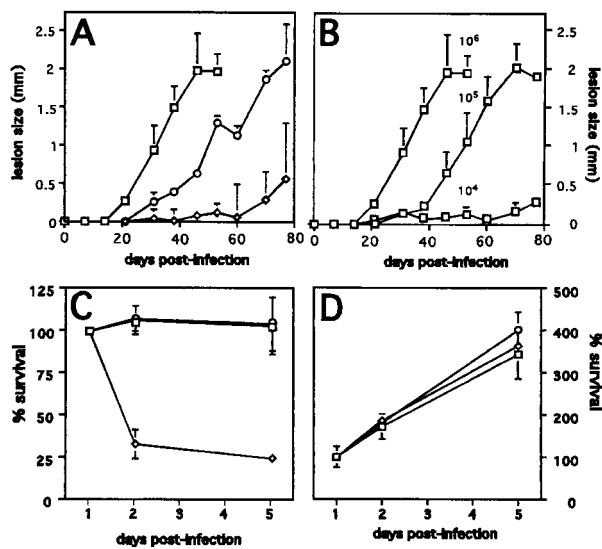 A
lesion size (mm)
2.5
2
1.5
1
0.5
0
0 20 40 60 80
days post-infection
B
10⁶
10⁵
10⁴
2.5
2
1.5
1
0.5
0
lesion size (mm)
0 20 40 60 80
days post-infection
C
% survival
125
100
75
50
25
0
1 2 3 4 5
days post-infection
D
500
400
300
200
100
0
% survival
1 2 3 4 5
days post-infection